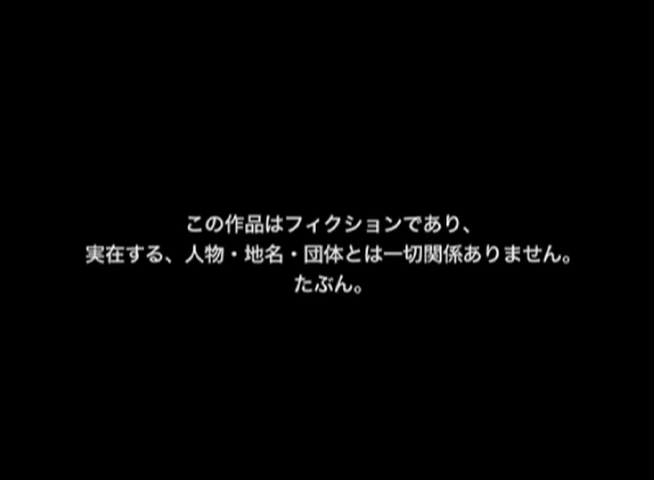 この作品はフィクションであり、
実在する、人物・地名・団体とは一切関係ありません。
たぶん。